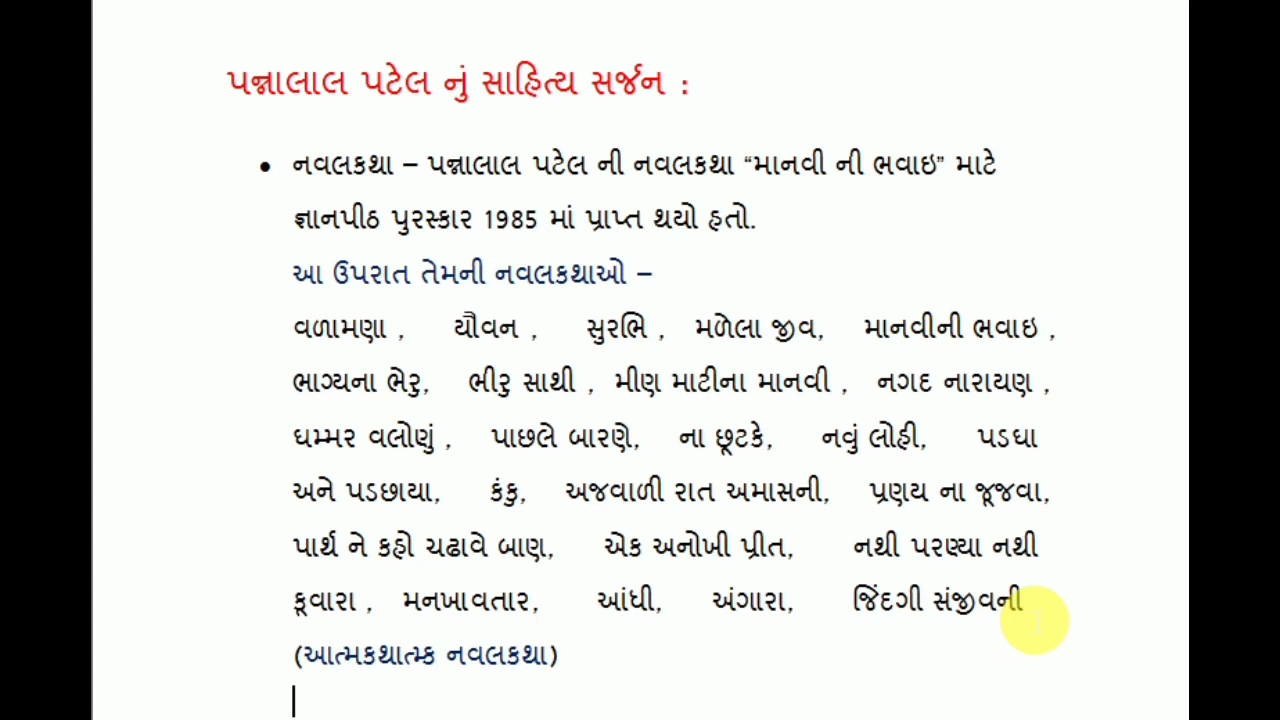 પન્નાલાલ પટેલ નું સાહિત્ય સર્જન :
• નવલકથા – પન્નાલાલ પટેલ ની નવલકથા “માનવી ની ભવાઇ” માટે
જ્ઞાનપીઠ પુરસ્કાર 1985 માં પ્રાપ્ત થયો હતો.
આ ઉપરાત તેમની નવલકથાઓ –
વળામણા , યૌવન , સુરભિ , મળેલા જીવ, માનવીની ભવાઇ ,
ભાગ્યના ભેરુ, ભીરુ સાથી , મીણ માટીના માનવી , નગદ નારાયણ ,
ઘમ્મર વલોણું , પાછલે બારણે, ના છૂટકે, નવું લોહી, પડઘા
અને પડછાયા, કંકુ, અજવાળી રાત અમાસની, પ્રણય ના જૂજવા,
પાર્થ ને કહો ચઢાવે બાણ, એક અનોખી પ્રીત, નથી પરણ્યા નથી
કૂવારા , મનખાવતાર, આંધી, અંગારા, જિંદગી સંજીવની
(આત્મકથાત્મ્ક નવલકથા)